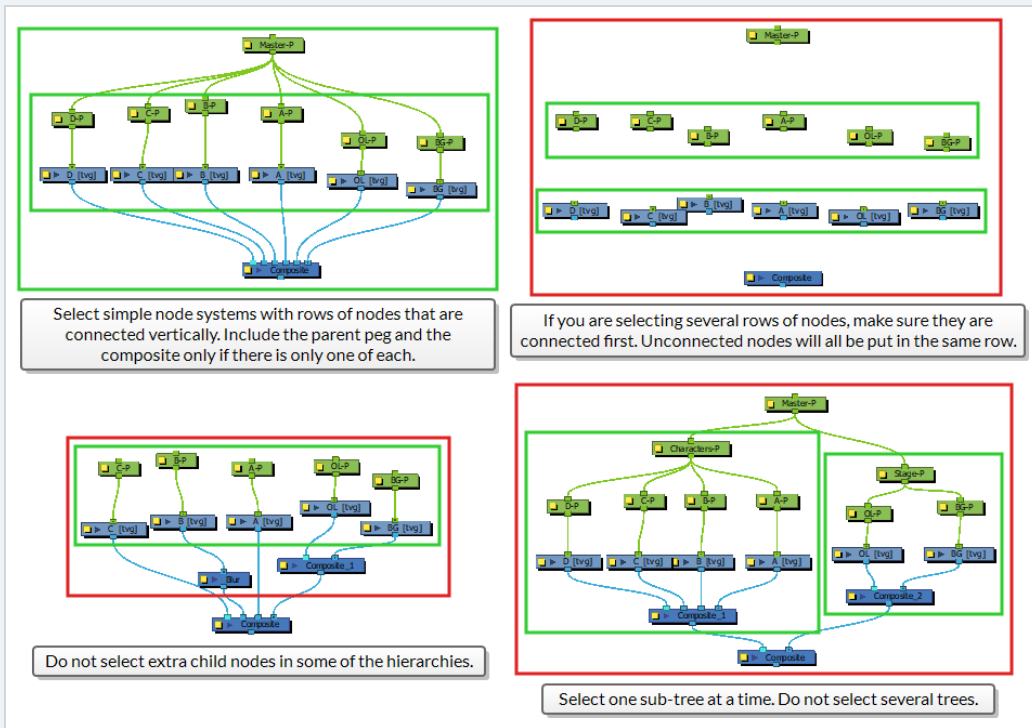 Master-P
D-P
C-P
B-P
A-P
OL-P
BG-P
D [tvg]
C [tvg]
B [tvg]
A [tvg]
OL [tvg]
BG [tvg]
Composite
Select simple node systems with rows of nodes that are
connected vertically. Include the parent peg and the
composite only if there is only one of each.
Master-P
D-P
C-P
B-P
A-P
OL-P
BG-P
D [tvg]
C [tvg]
B [tvg]
A [tvg]
OL [tvg]
BG [tvg]
Composite
If you are selecting several rows of nodes, make sure they are
connected first. Unconnected nodes will all be put in the same row.
C-P
B-P
A-P
OL-P
BG-P
C [tvg]
B [tvg]
A [tvg]
OL [tvg]
BG [tvg]
Composite_1
Blur
Composite
Do not select extra child nodes in some of the hierarchies.
Master-P
Characters-P
Stage-P
D-P
C-P
B-P
A-P
OL-P
BG-P
D [tvg]
C [tvg]
B [tvg]
A [tvg]
OL [tvg]
BG [tvg]
Composite_1
Composite_2
Composite
Select one sub-tree at a time. Do not select several trees.